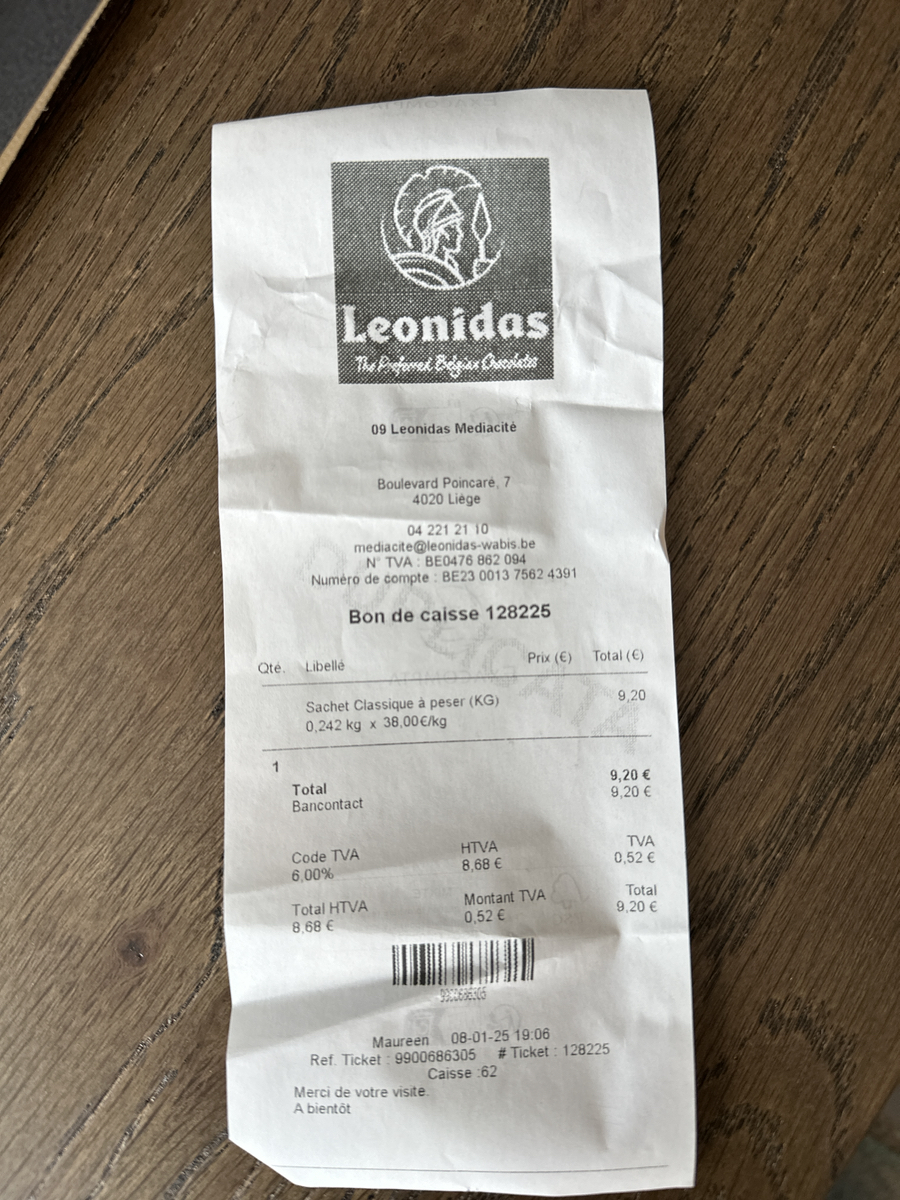 Leonidas
The Preferred Belgian Chocolates
09 Leonidas Mediacité
Boulevard Poincaré, 7
4020 Liège
04 221 21 10
mediacite@leonidas-wabis.be
N° TVA : BE0476 862 094
Numéro de compte : BE23 0013 7562 4391
Bon de caisse 128225
Qté. Libellé Prix (€) Total (€)
Sachet Classique à peser (KG) 9,20
0,242 kg x 38,00€/kg
1
Total 9,20 €
Bancontact 9,20 €
Code TVA HTVA TVA
6,00% 8,68 € 0,52 €
Total HTVA Montant TVA Total
8,68 € 0,52 € 9,20 €
9900686305
Maureen 08-01-25 19:06
Ref. Ticket : 9900686305 # Ticket : 128225
Caisse :62
Merci de votre visite.
A bientôt